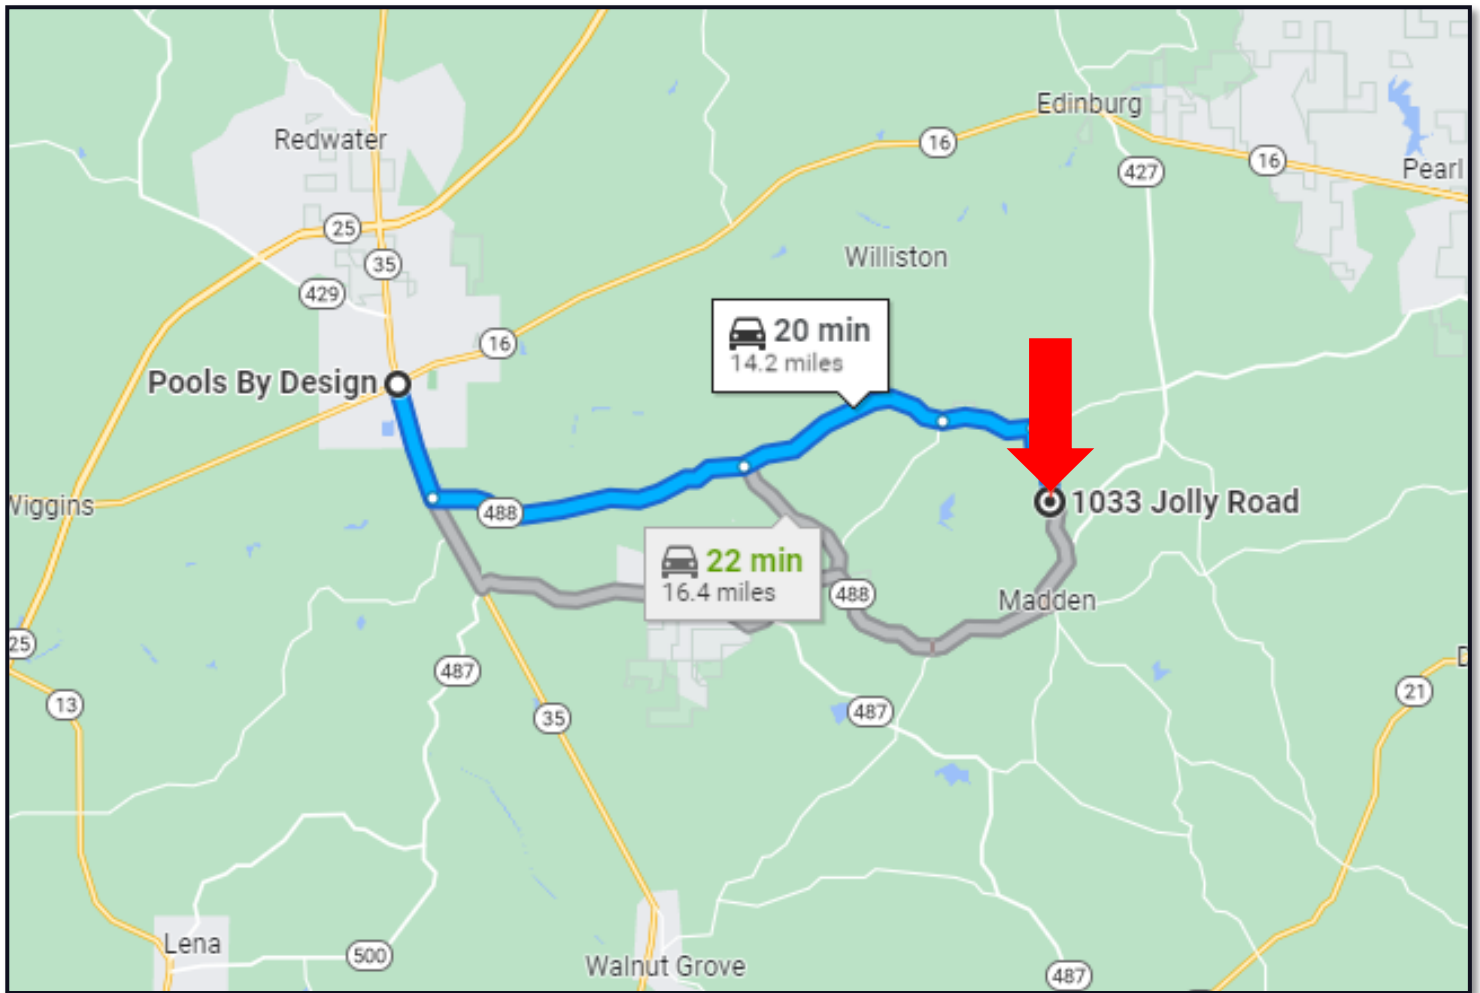 Edinburg
Redwater
16
16
427
Pearl
25
Williston
35
429
20 min
14.2 miles
16
Pools By Design
Wiggins
488
1033 Jolly Road
22 min
16.4 miles
488
Madden
25
487
13
35
487
21
Lena
500
Walnut Grove
487